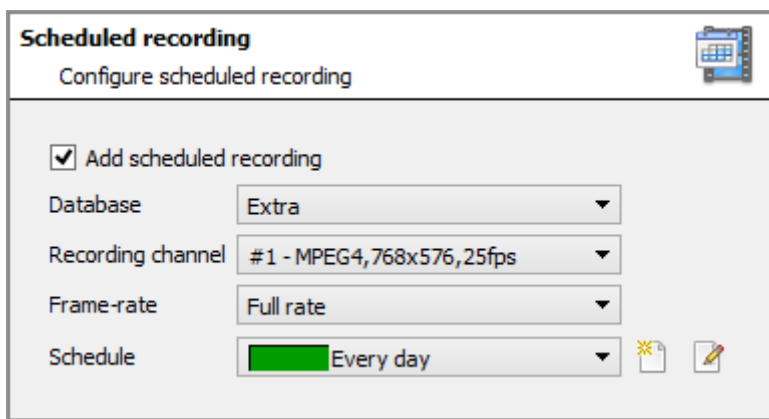 Scheduled recording
Configure scheduled recording
Add scheduled recording
Database Extra
Recording channel #1 - MPEG4,768x576,25fps
Frame-rate Full rate
Schedule Every day